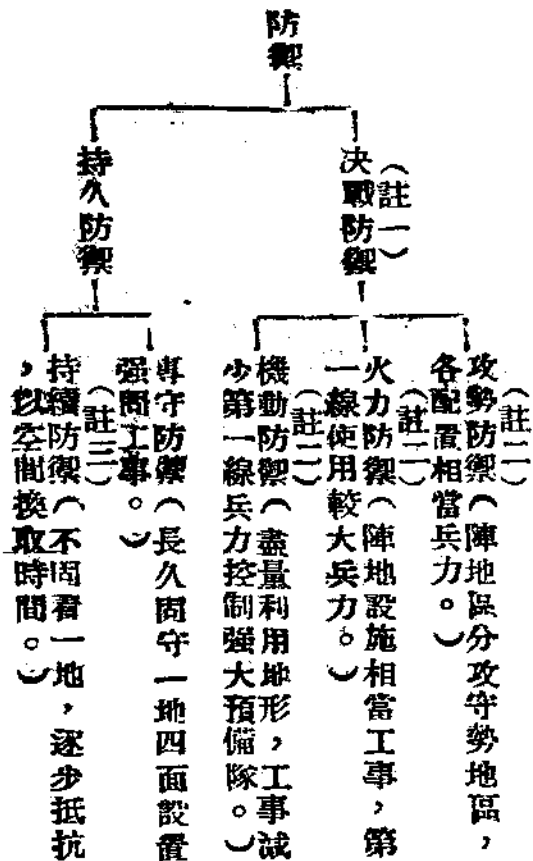 防禦
(註一)
決戰防禦
(註二)
攻勢防禦(陣地區分攻守勢地區,
各配置相當兵力。)
(註二)
火力防禦(陣地設施相當工事,第
一線使用較大兵力。)
(註二)
機動防禦(盡量利用地形,工事減
少第一線兵力控制强大預備隊。)
持久防禦
專守防禦(長久固守一地四面設置
强固工事。)
(註三)
持續防禦(不固着一地,逐步抵抗
,以空間換取時間。)